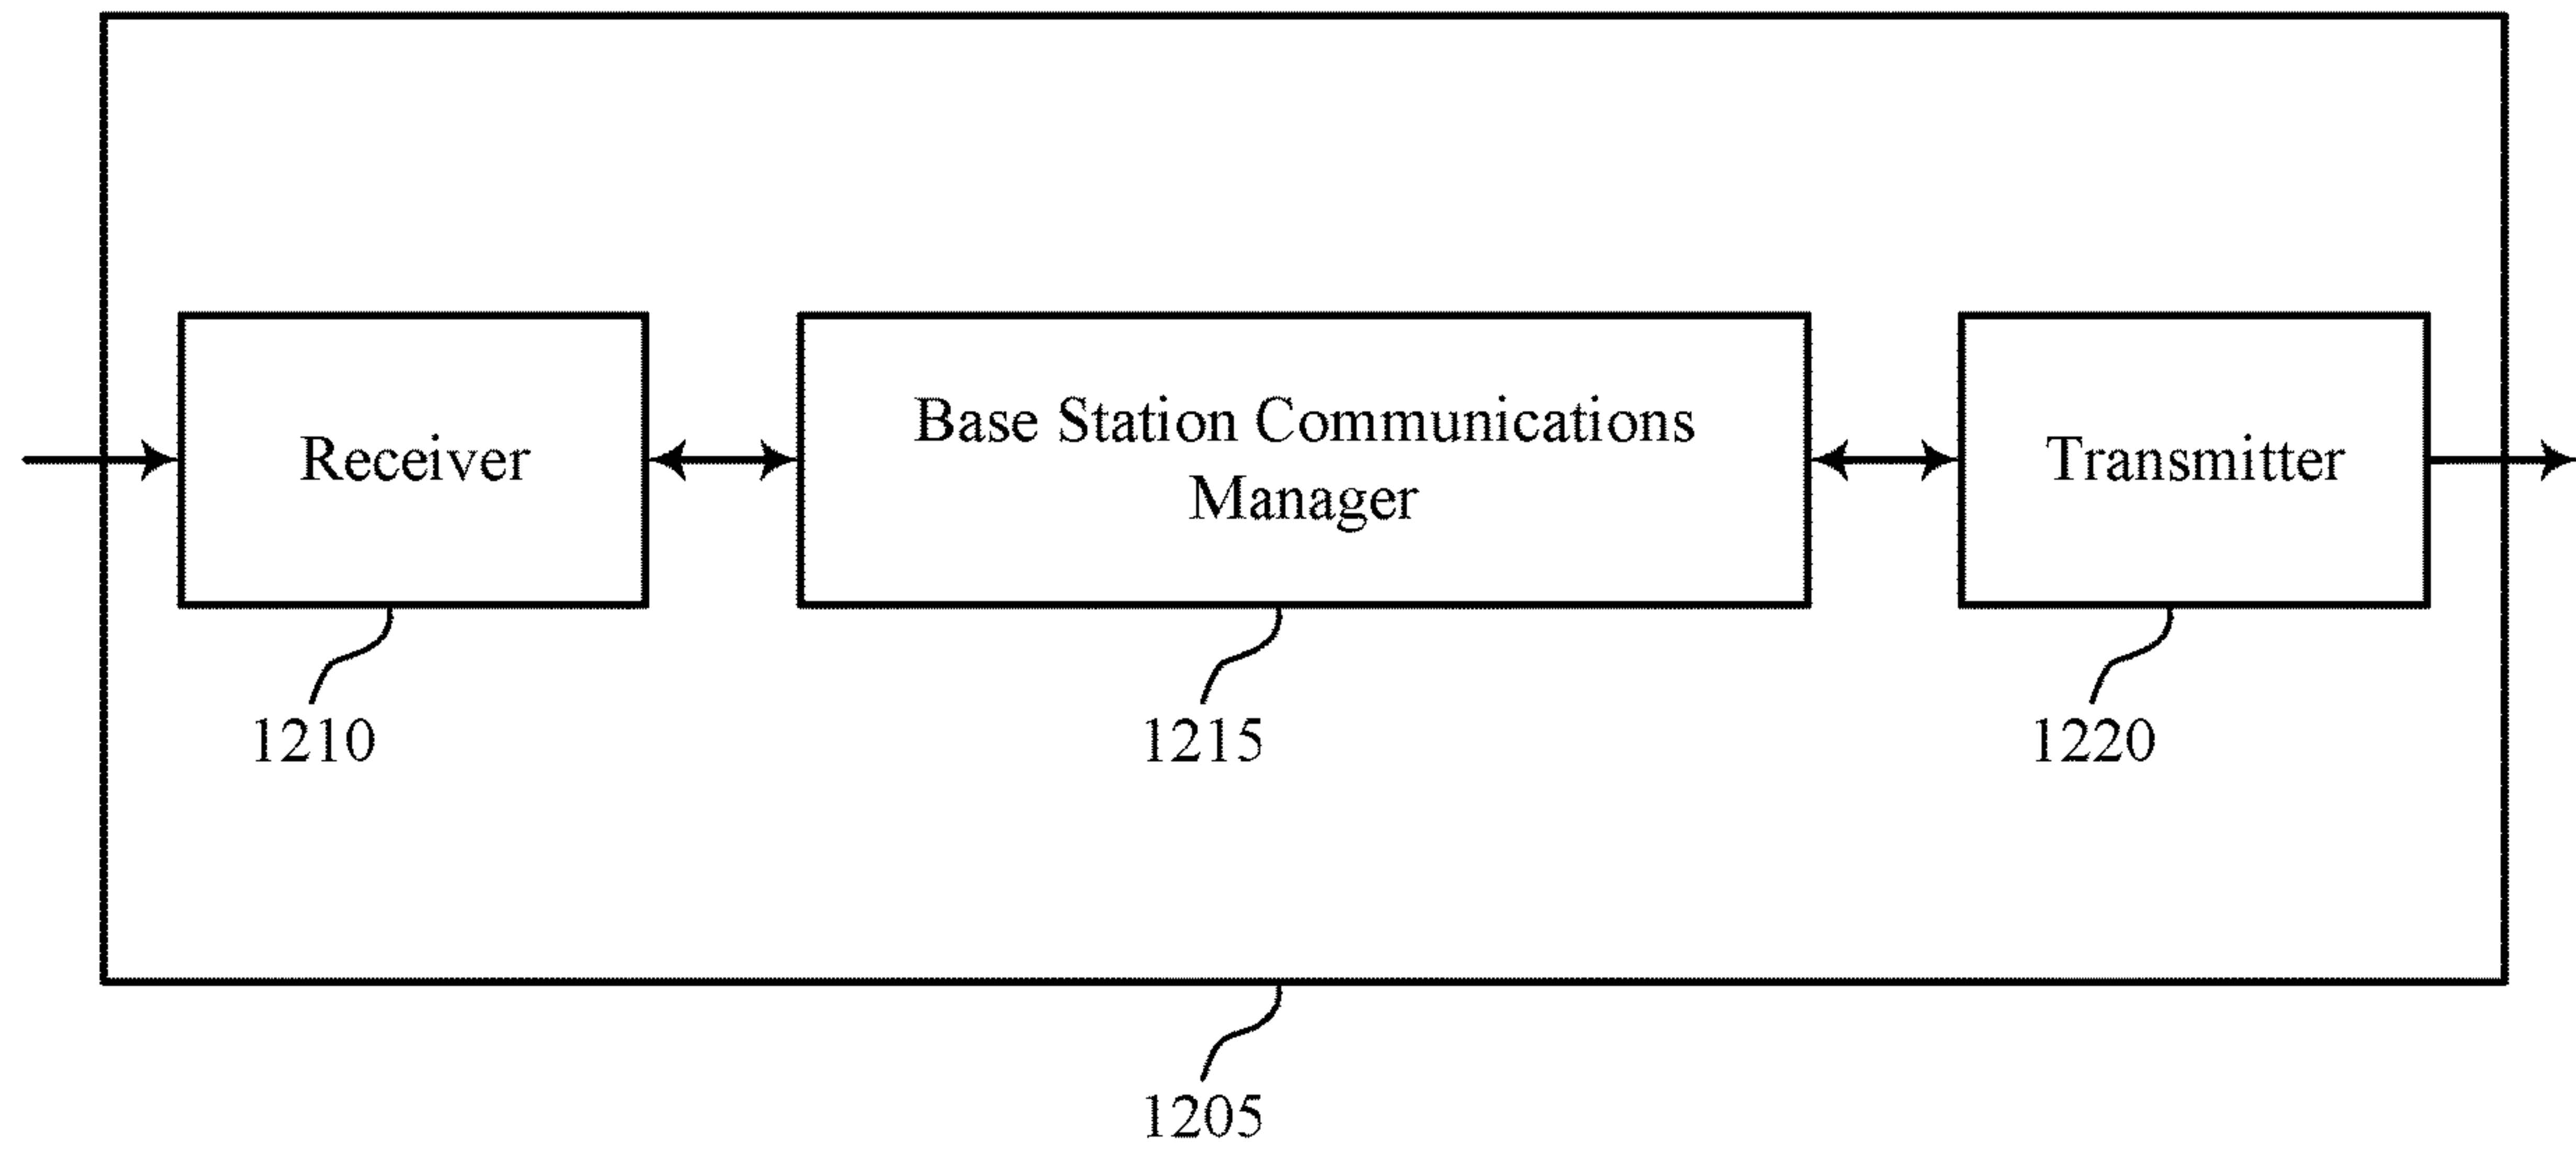 Receiver
Base Station Communications
Manager
Transmitter
1210
1215
1220
1205